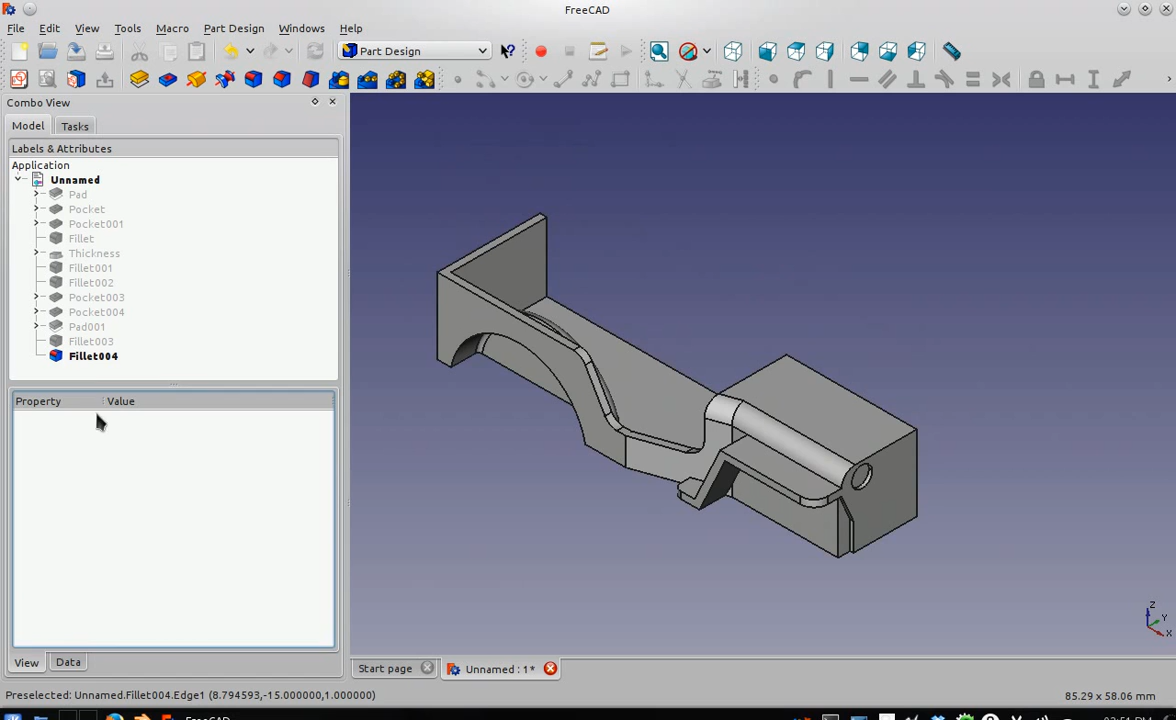 FreeCAD
File Edit View Tools Macro Part Design Windows Help
Part Design
Combo View
Model Tasks
Labels & Attributes
Application
Unnamed
Pad
Pocket
Pocket001
Fillet
Thickness
Fillet001
Fillet002
Pocket003
Pocket004
Pad001
Fillet003
Fillet004
Property Value
Z
Y
X
View Data
Start page Unnamed : 1*
Preselected: Unnamed.Fillet004.Edge1 (8.794593,-15.000000,1.000000) 85.29 x 58.06 mm
FreeCAD